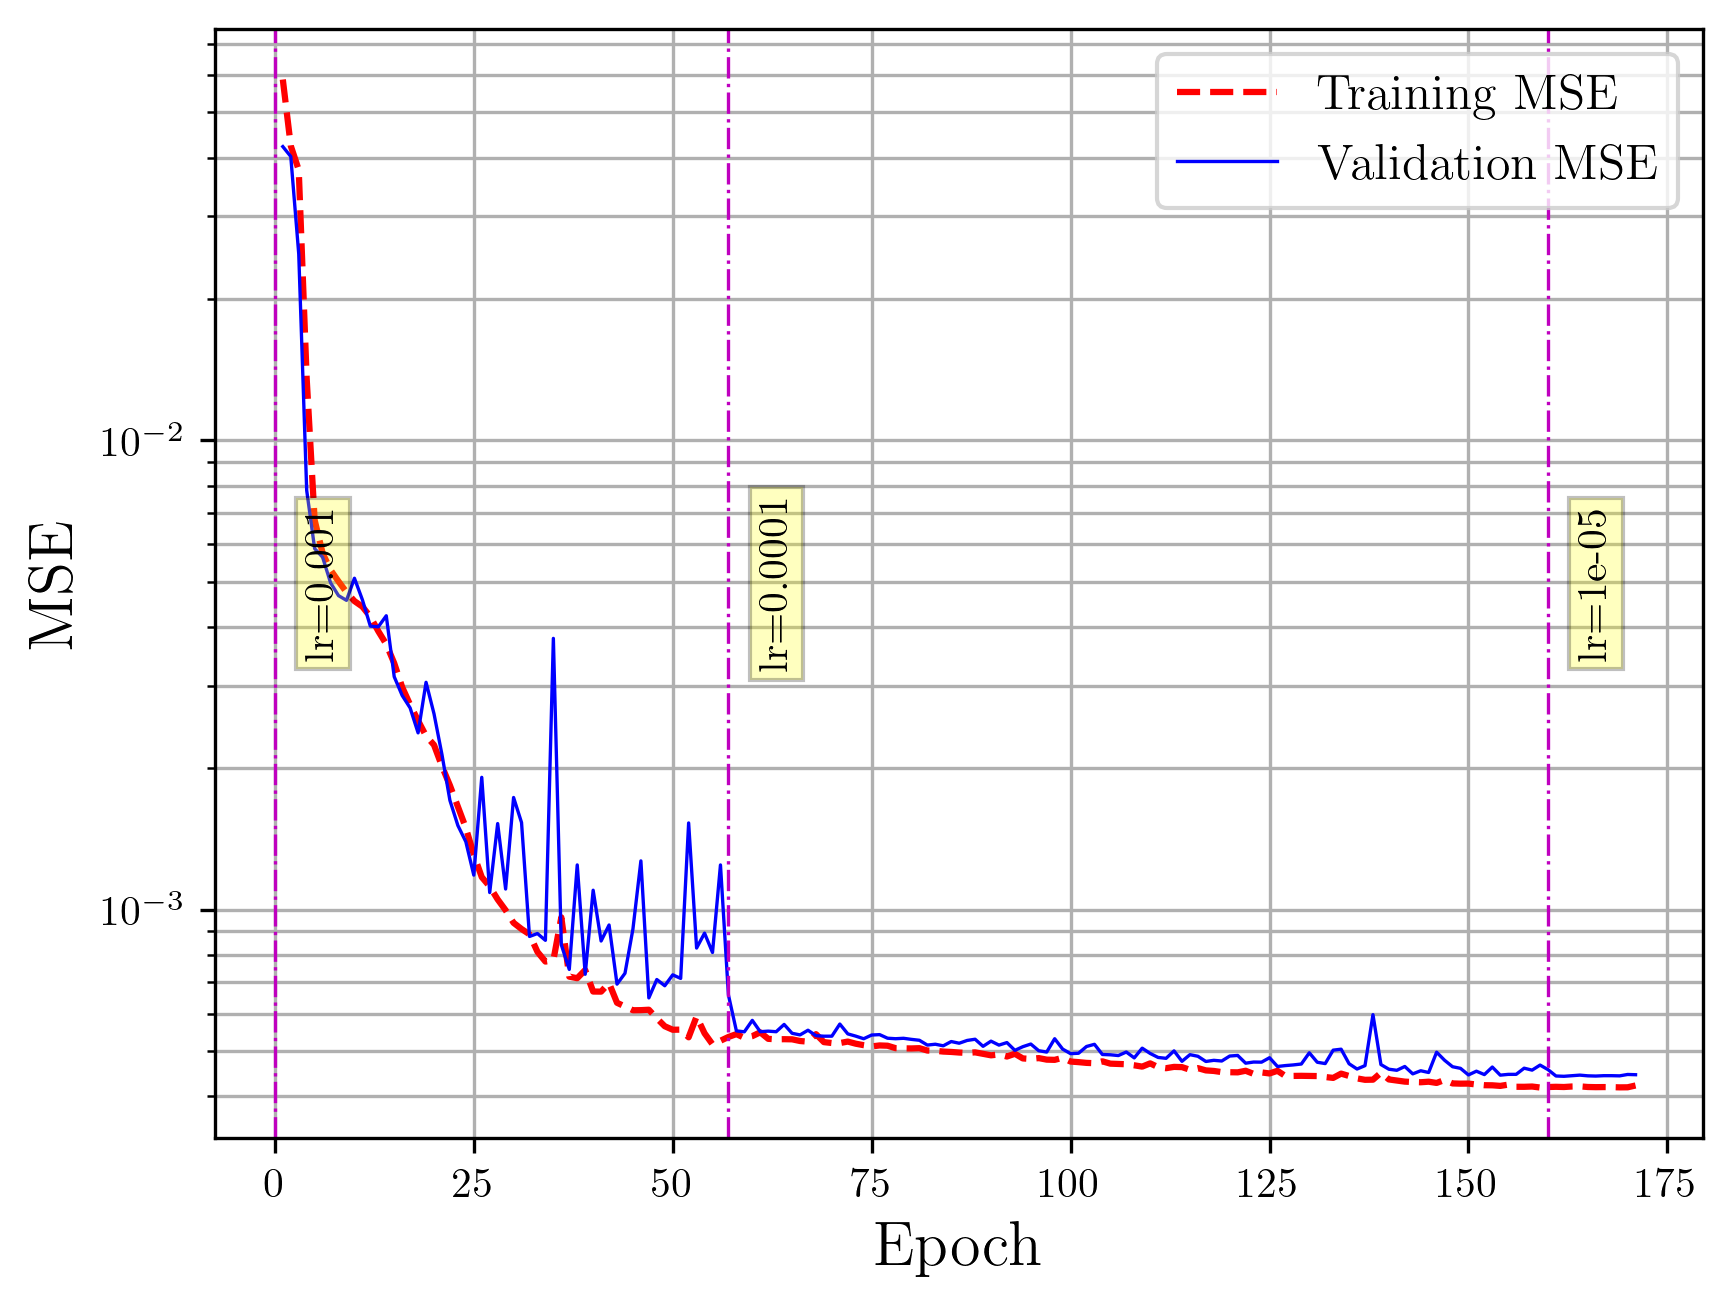 Training MSE
Validation MSE
10⁻²
10⁻³
MSE
lr=0.001
lr=0.0001
lr=1e-05
0 25 50 75 100 125 150 175
Epoch